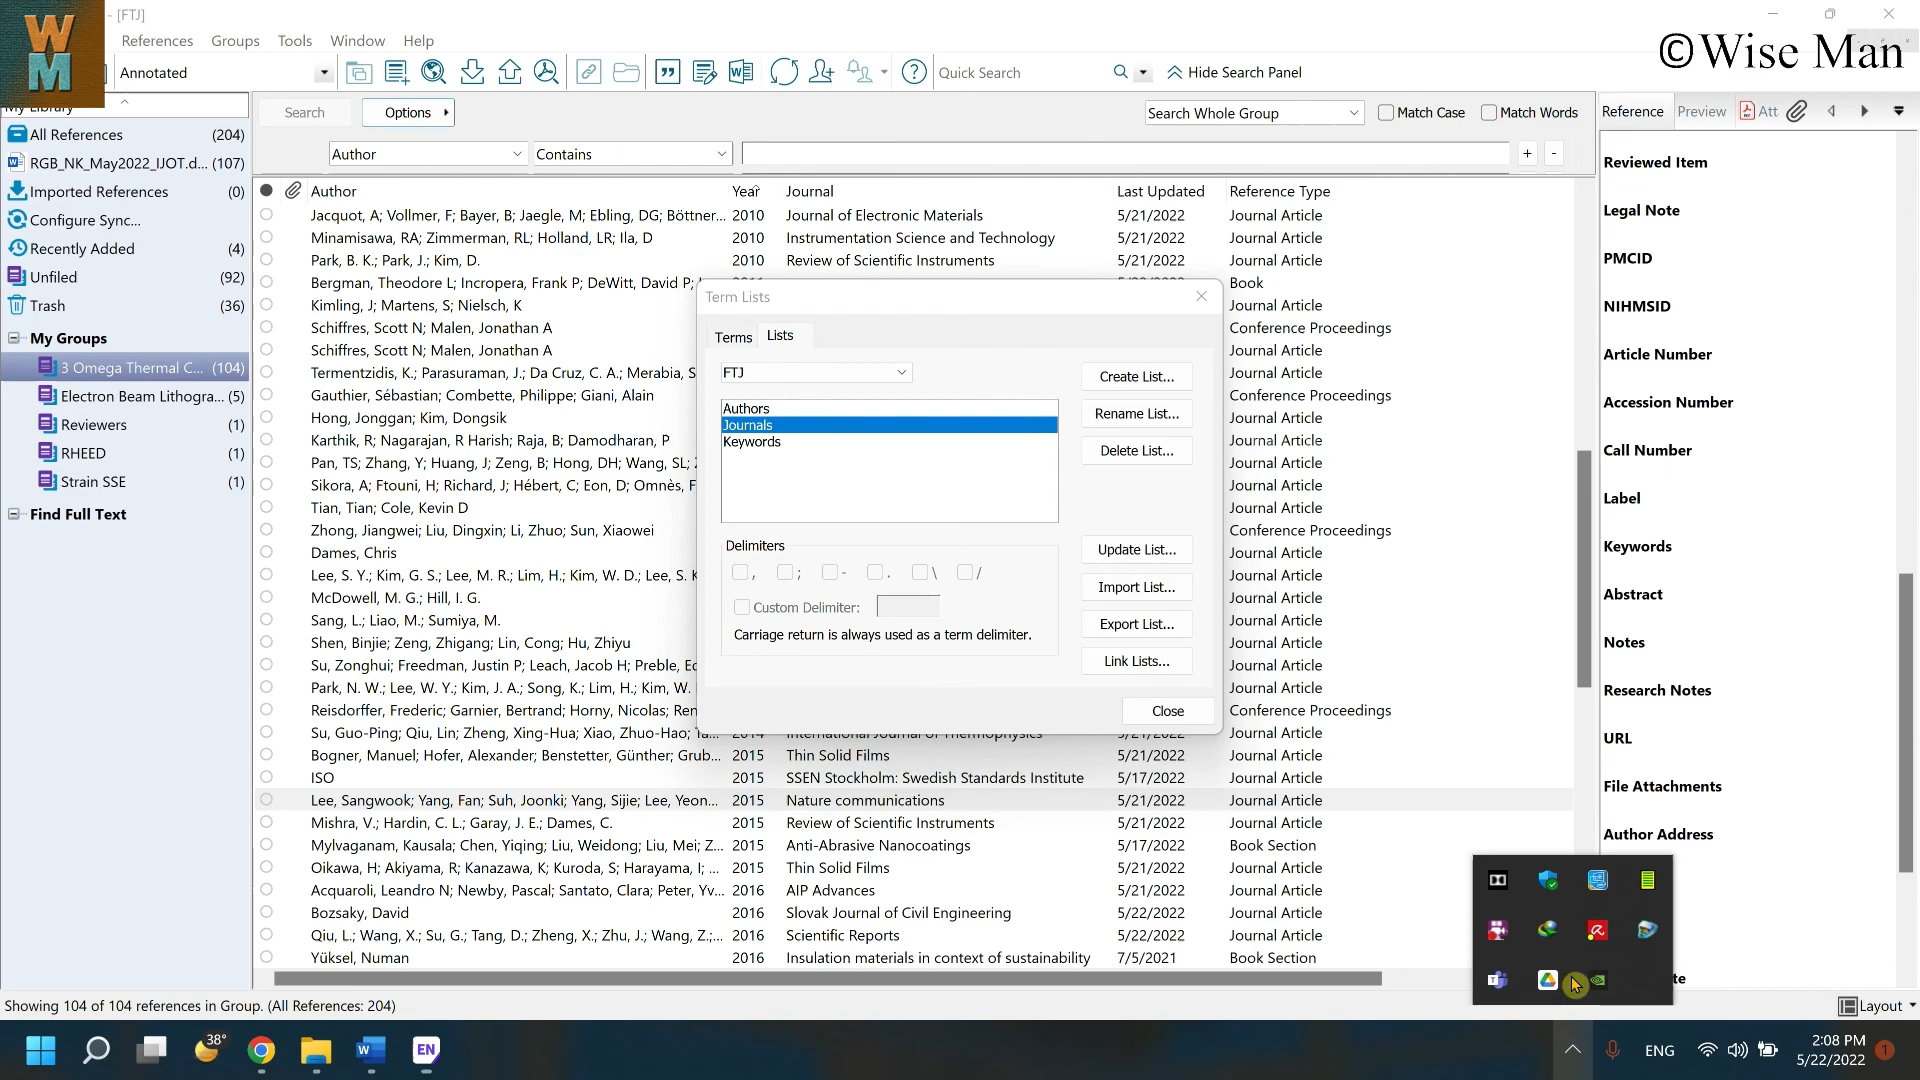 WM
- [FTJ]
©Wise Man
References Groups Tools Window Help
Annotated
Quick Search
Hide Search Panel
My Library
Search
Options
Search Whole Group
Match Case
Match Words
Author
Contains
+ -
Reference Preview Att
All References (204)
RGB_NK_May2022_IJOT.d... (107)
Imported References (0)
Configure Sync...
Recently Added (4)
Unfiled (92)
Trash (36)
My Groups
3 Omega Thermal C... (104)
Electron Beam Lithogra... (5)
Reviewers (1)
RHEED (1)
Strain SSE (1)
Find Full Text
Author Year Journal Last Updated Reference Type
Jacquot, A; Vollmer, F; Bayer, B; Jaegle, M; Ebling, DG; Böttner... 2010 Journal of Electronic Materials 5/21/2022 Journal Article
Minamisawa, RA; Zimmerman, RL; Holland, LR; Ila, D 2010 Instrumentation Science and Technology 5/21/2022 Journal Article
Park, B. K.; Park, J.; Kim, D. 2010 Review of Scientific Instruments 5/21/2022 Journal Article
Bergman, Theodore L; Incropera, Frank P; DeWitt, David P; Book
Kimling, J; Martens, S; Nielsch, K Journal Article
Schiffres, Scott N; Malen, Jonathan A Conference Proceedings
Schiffres, Scott N; Malen, Jonathan A Journal Article
Termentzidis, K.; Parasuraman, J.; Da Cruz, C. A.; Merabia, S Journal Article
Gauthier, Sébastian; Combette, Philippe; Giani, Alain Conference Proceedings
Hong, Jonggan; Kim, Dongsik Journal Article
Karthik, R; Nagarajan, R Harish; Raja, B; Damodharan, P Journal Article
Pan, TS; Zhang, Y; Huang, J; Zeng, B; Hong, DH; Wang, SL; Journal Article
Sikora, A; Ftouni, H; Richard, J; Hébert, C; Eon, D; Omnès, F Journal Article
Tian, Tian; Cole, Kevin D Journal Article
Zhong, Jiangwei; Liu, Dingxin; Li, Zhuo; Sun, Xiaowei Conference Proceedings
Dames, Chris Journal Article
Lee, S. Y.; Kim, G. S.; Lee, M. R.; Lim, H.; Kim, W. D.; Lee, S. K Journal Article
McDowell, M. G.; Hill, I. G. Journal Article
Sang, L.; Liao, M.; Sumiya, M. Journal Article
Shen, Binjie; Zeng, Zhigang; Lin, Cong; Hu, Zhiyu Journal Article
Su, Zonghui; Freedman, Justin P; Leach, Jacob H; Preble, Ed Journal Article
Park, N. W.; Lee, W. Y.; Kim, J. A.; Song, K.; Lim, H.; Kim, W. Journal Article
Reisdorffer, Frederic; Garnier, Bertrand; Horny, Nicolas; Ren Conference Proceedings
Su, Guo-Ping; Qiu, Lin; Zheng, Xing-Hua; Xiao, Zhuo-Hao; Ta... 2014 International Journal of Thermophysics 5/21/2022 Journal Article
Bogner, Manuel; Hofer, Alexander; Benstetter, Günther; Grub... 2015 Thin Solid Films 5/21/2022 Journal Article
ISO 2015 SSEN Stockholm: Swedish Standards Institute 5/17/2022 Journal Article
Lee, Sangwook; Yang, Fan; Suh, Joonki; Yang, Sijie; Lee, Yeon... 2015 Nature communications 5/21/2022 Journal Article
Mishra, V.; Hardin, C. L.; Garay, J. E.; Dames, C. 2015 Review of Scientific Instruments 5/21/2022 Journal Article
Mylvaganam, Kausala; Chen, Yiqing; Liu, Weidong; Liu, Mei; Z... 2015 Anti-Abrasive Nanocoatings 5/17/2022 Book Section
Oikawa, H; Akiyama, R; Kanazawa, K; Kuroda, S; Harayama, I; ... 2015 Thin Solid Films 5/21/2022 Journal Article
Acquaroli, Leandro N; Newby, Pascal; Santato, Clara; Peter, Yv... 2016 AIP Advances 5/21/2022 Journal Article
Bozsaky, David 2016 Slovak Journal of Civil Engineering 5/22/2022 Journal Article
Qiu, L.; Wang, X.; Su, G.; Tang, D.; Zheng, X.; Zhu, J.; Wang, Z.;... 2016 Scientific Reports 5/22/2022 Journal Article
Yüksel, Numan 2016 Insulation materials in context of sustainability 7/5/2021 Book Section
Term Lists
Terms Lists
FTJ
Authors
Journals
Keywords
Create List...
Rename List...
Delete List...
Delimiters
, ; - . \ /
Custom Delimiter:
Carriage return is always used as a term delimiter.
Update List...
Import List...
Export List...
Link Lists...
Close
Reviewed Item
Legal Note
PMCID
NIHMSID
Article Number
Accession Number
Call Number
Label
Keywords
Abstract
Notes
Research Notes
URL
File Attachments
Author Address
te
Showing 104 of 104 references in Group. (All References: 204)
Layout
38°
EN
ENG
2:08 PM
5/22/2022
1